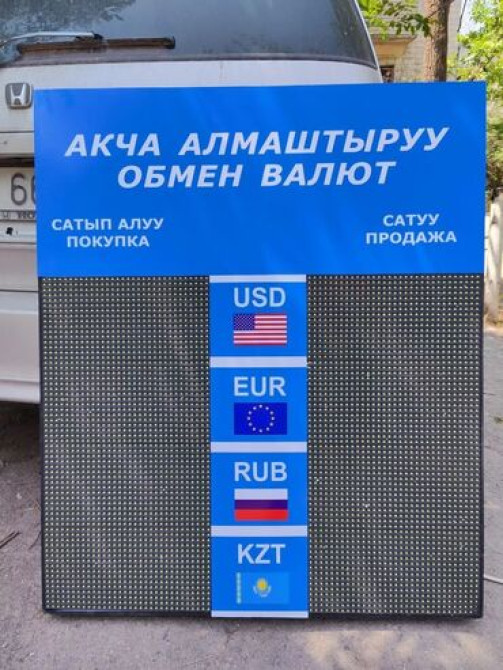 АКЧА АЛМАШТЫРУУ
ОБМЕН ВАЛЮТ
САТЫП АЛУУ
ПОКУПКА
САТУУ
ПРОДАЖА
USD
EUR
RUB
KZT